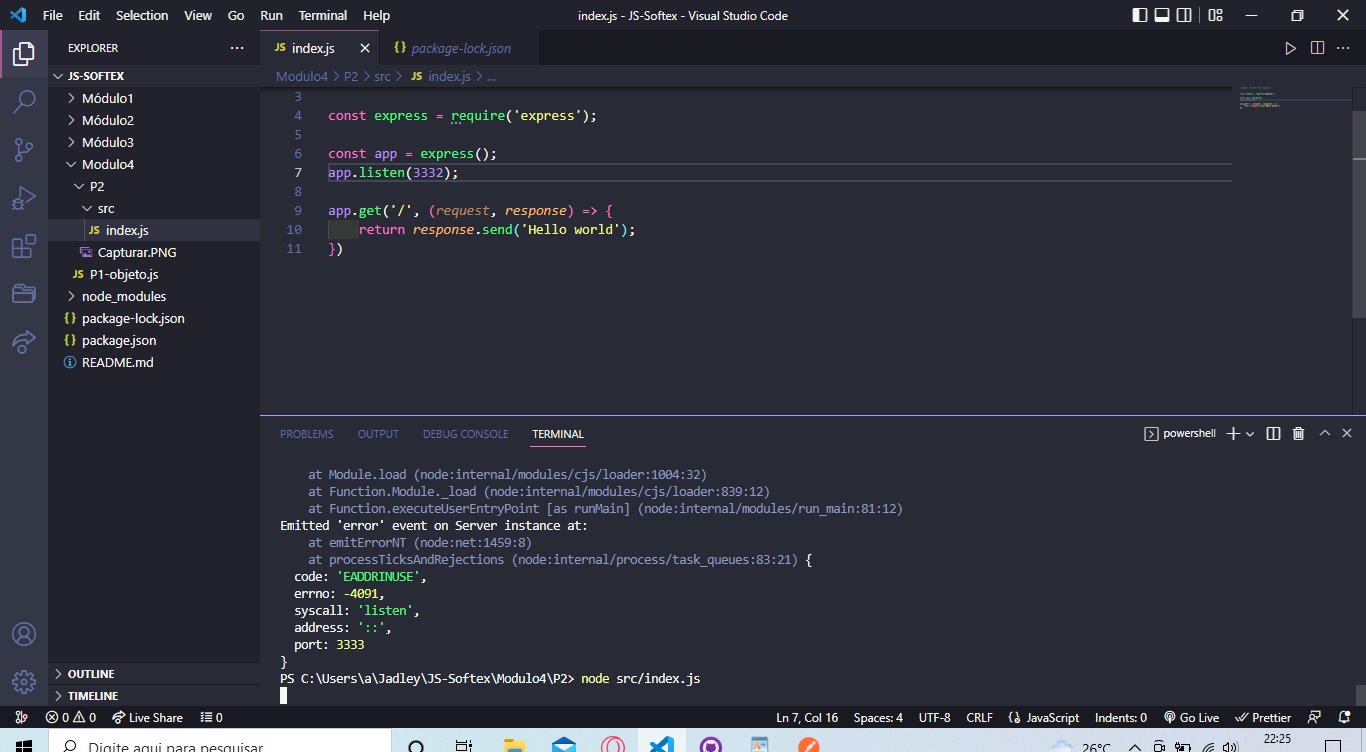 File Edit Selection View Go Run Terminal Help
index.js - JS-Softex - Visual Studio Code
EXPLORER
JS index.js
{} package-lock.json
JS-SOFTEX
Modulo4 > P2 > src > JS index.js > ...
Módulo1
Módulo2
Módulo3
Modulo4
P2
src
JS index.js
Capturar.PNG
JS P1-objeto.js
node_modules
{} package-lock.json
{} package.json
README.md
OUTLINE
TIMELINE
3
4 const express = require('express');
5
6 const app = express();
7 app.listen(3332);
8
9 app.get('/', (request, response) => {
10 return response.send('Hello world');
11 })
PROBLEMS OUTPUT DEBUG CONSOLE TERMINAL
powershell
at Module.load (node:internal/modules/cjs/loader:1004:32)
at Function.Module._load (node:internal/modules/cjs/loader:839:12)
at Function.executeUserEntryPoint [as runMain] (node:internal/modules/run_main:81:12)
Emitted 'error' event on Server instance at:
at emitErrorNT (node:net:1459:8)
at processTicksAndRejections (node:internal/process/task_queues:83:21) {
code: 'EADDRINUSE',
errno: -4091,
syscall: 'listen',
address: '::',
port: 3333
}
PS C:\Users\a\Jadley\JS-Softex\Modulo4\P2> node src/index.js
0 0 Live Share 0
Ln 7, Col 16 Spaces: 4 UTF-8 CRLF {} JavaScript Indents: 0 Go Live Prettier
Digite aqui para pesquisar
26°C
22:25